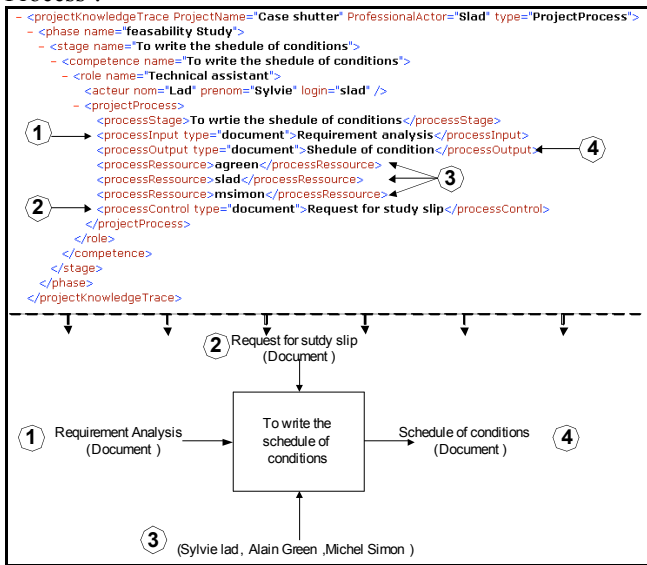 Process .
- <projectKnowledgeTrace ProjectName="Case shutter" ProfessionalActor="Slad" type="ProjectProcess">
- <phase name="feasability Study">
- <stage name="To write the shedule of conditions">
- <competence name="To write the shedule of conditions">
- <role name="Technical assistant">
<acteur nom="Lad" prenom="Sylvie" login="slad" />
- <projectProcess>
<processStage>To wrtie the shedule of conditions</processStage>
1 <processInput type="document">Requirement analysis</processInput>
<processOutput type="document">Shedule of condition</processOutput> 4
<processRessource>agreen</processRessource>
<processRessource>slad</processRessource> 3
<processRessource>msimon</processRessource>
2 <processControl type="document">Request for study slip</processControl>
</projectProcess>
</role>
</competence>
</stage>
</phase>
</projectKnowledgeTrace>
2 Request for sutdy slip
(Document )
1 Requirement Analysis
(Document )
To write the
schedule of
conditions
Schedule of conditions 4
(Document )
3 (Sylvie lad, Alain Green ,Michel Simon )